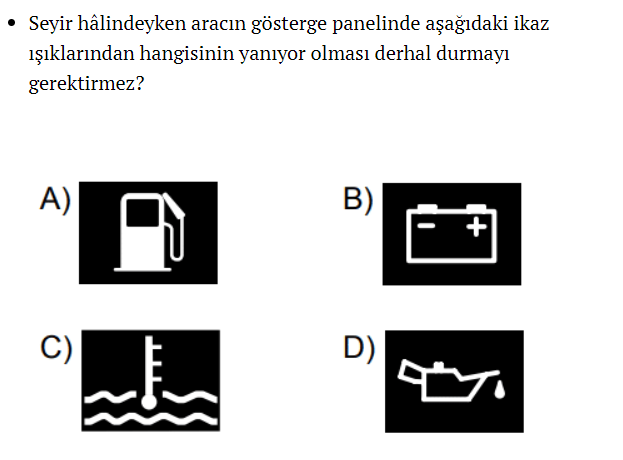 • Seyir hâlindeyken aracın gösterge panelinde aşağıdaki ikaz
ışıklarından hangisinin yanıyor olması derhal durmayı
gerektirmez?
A) B)
- +
C) D)